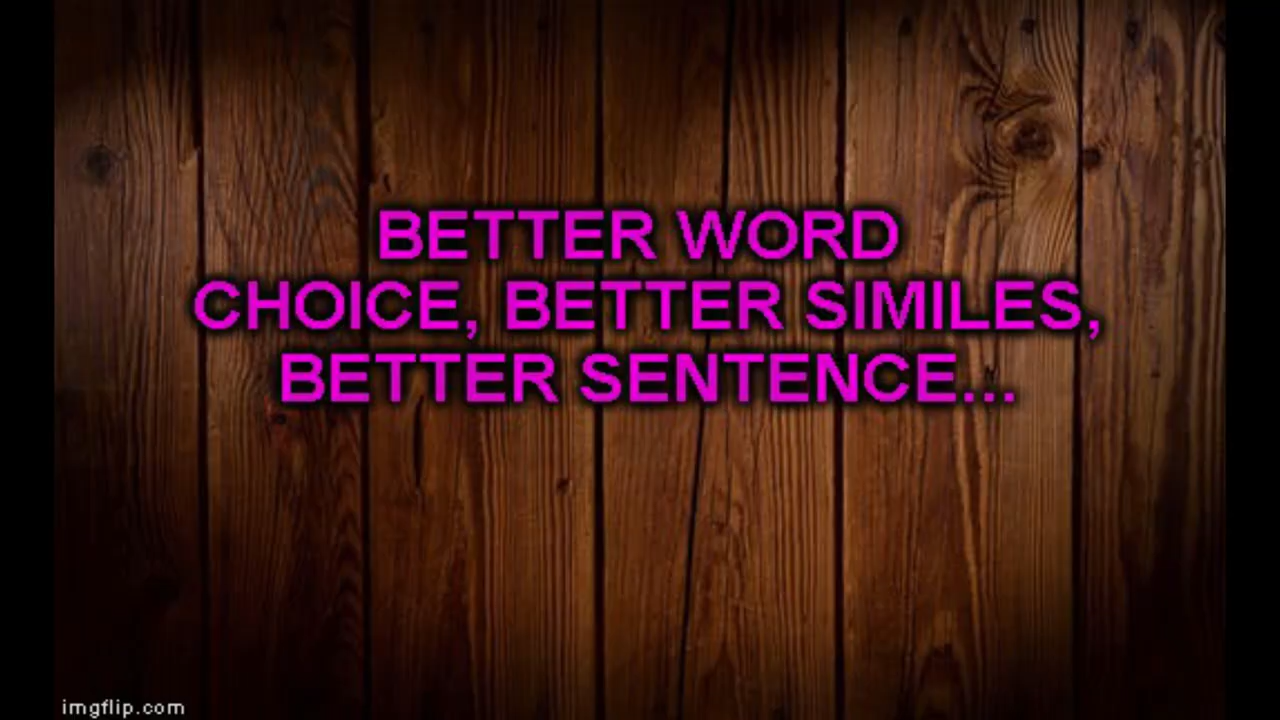 BETTER WORD
CHOICE, BETTER SIMILES,
BETTER SENTENCE...
imgflip.com